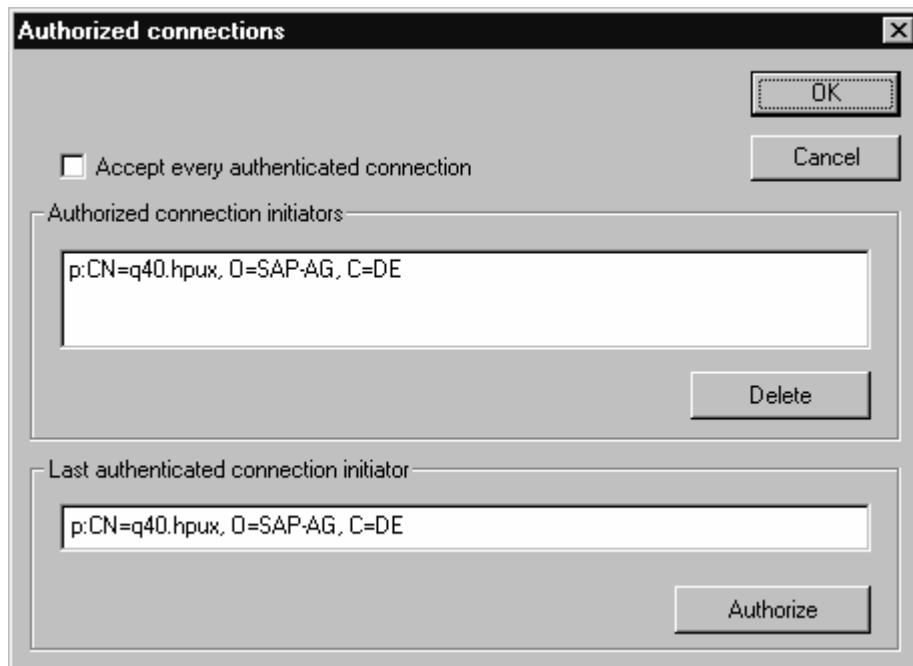 Authorized connections
OK
Cancel
Accept every authenticated connection
Authorized connection initiators
p:CN=q40.hpux, O=SAP-AG, C=DE
Delete
Last authenticated connection initiator
p:CN=q40.hpux, O=SAP-AG, C=DE
Authorize